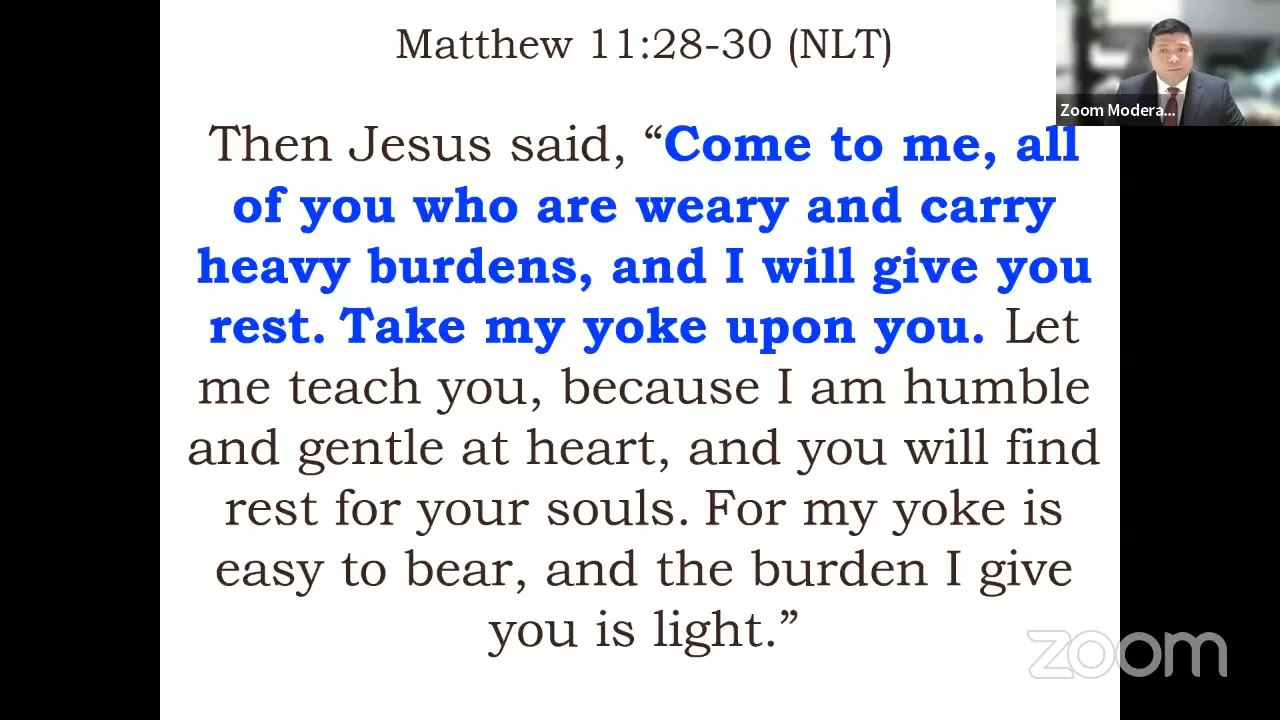 Matthew 11:28-30 (NLT)
Zoom Modera...
Then Jesus said, “Come to me, all
of you who are weary and carry
heavy burdens, and I will give you
rest. Take my yoke upon you. Let
me teach you, because I am humble
and gentle at heart, and you will find
rest for your souls. For my yoke is
easy to bear, and the burden I give
you is light.”
zoom